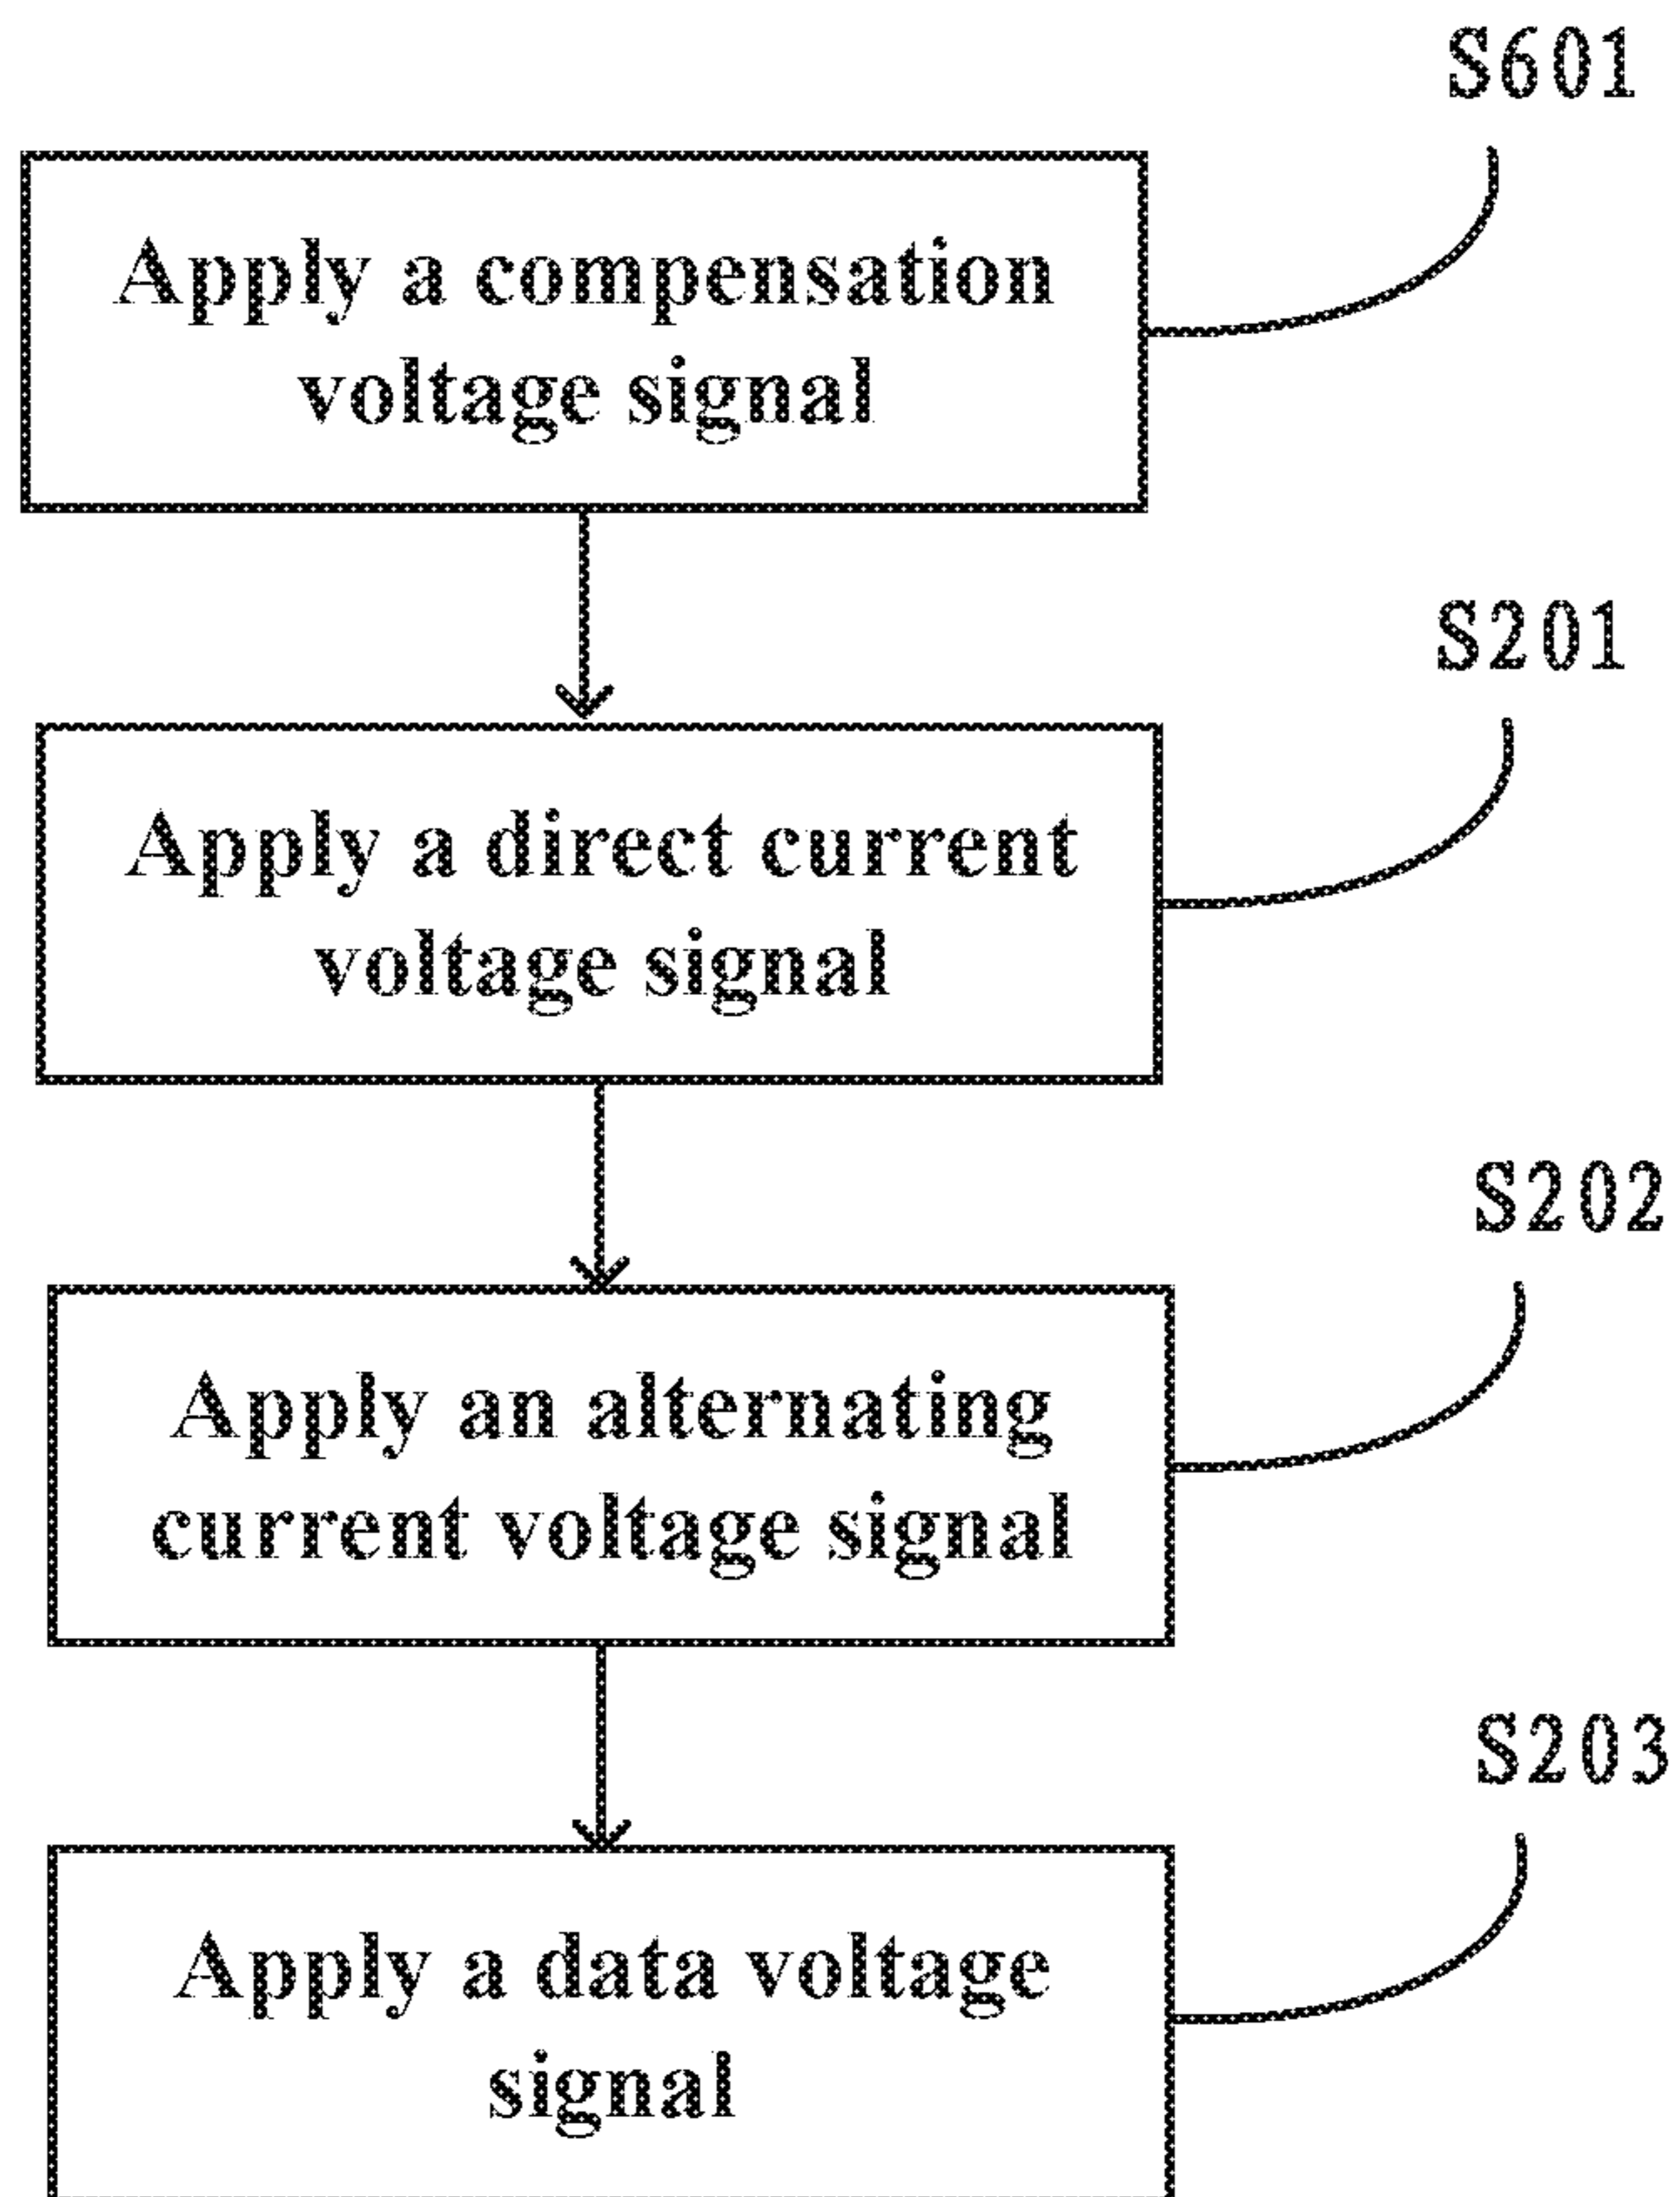 S601
Apply a compensation
voltage signal
S201
Apply a direct current
voltage signal
S202
Apply an alternating
current voltage signal
S203
Apply a data voltage
signal